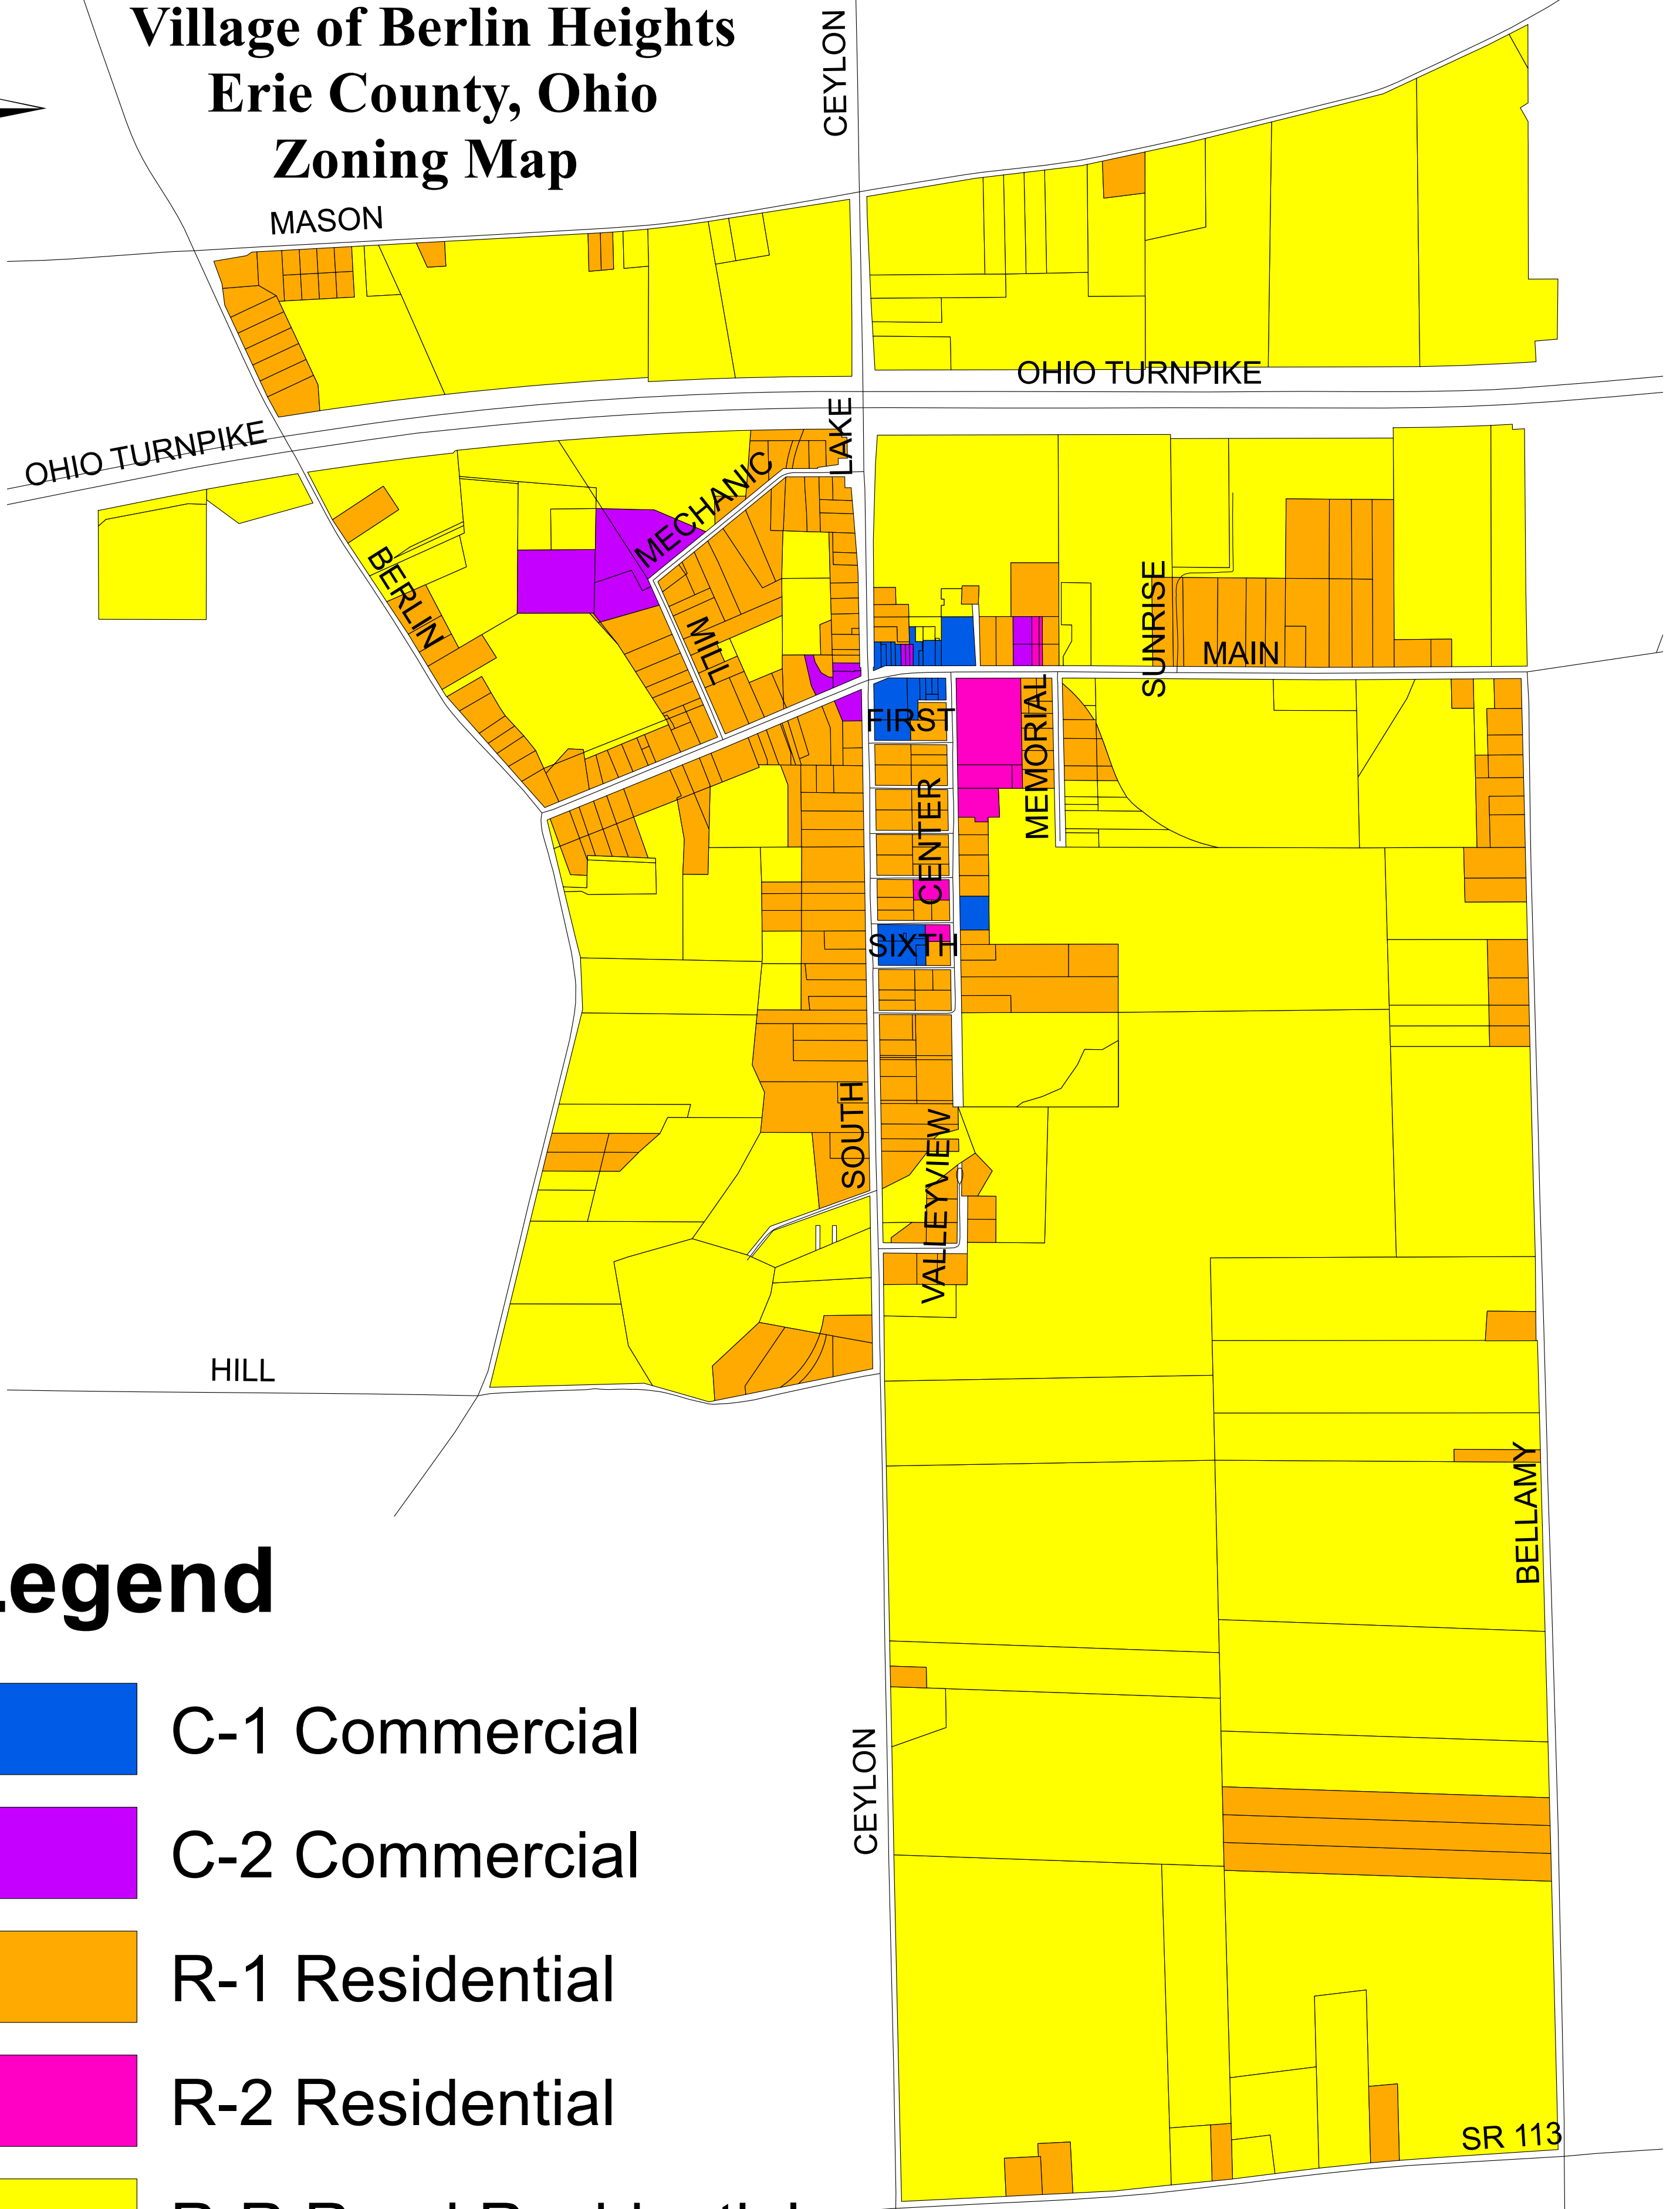 Village of Berlin Heights
Erie County, Ohio
Zoning Map
CEYLON
MASON
OHIO TURNPIKE
OHIO TURNPIKE
LAKE
MECHANIC
BERLIN
MILL
SUNRISE
MAIN
FIRST
MEMORIAL
CENTER
SIXTH
SOUTH
VALLEYVIEW
HILL
BELLAMY
CEYLON
SR 113
Legend
C-1 Commercial
C-2 Commercial
R-1 Residential
R-2 Residential